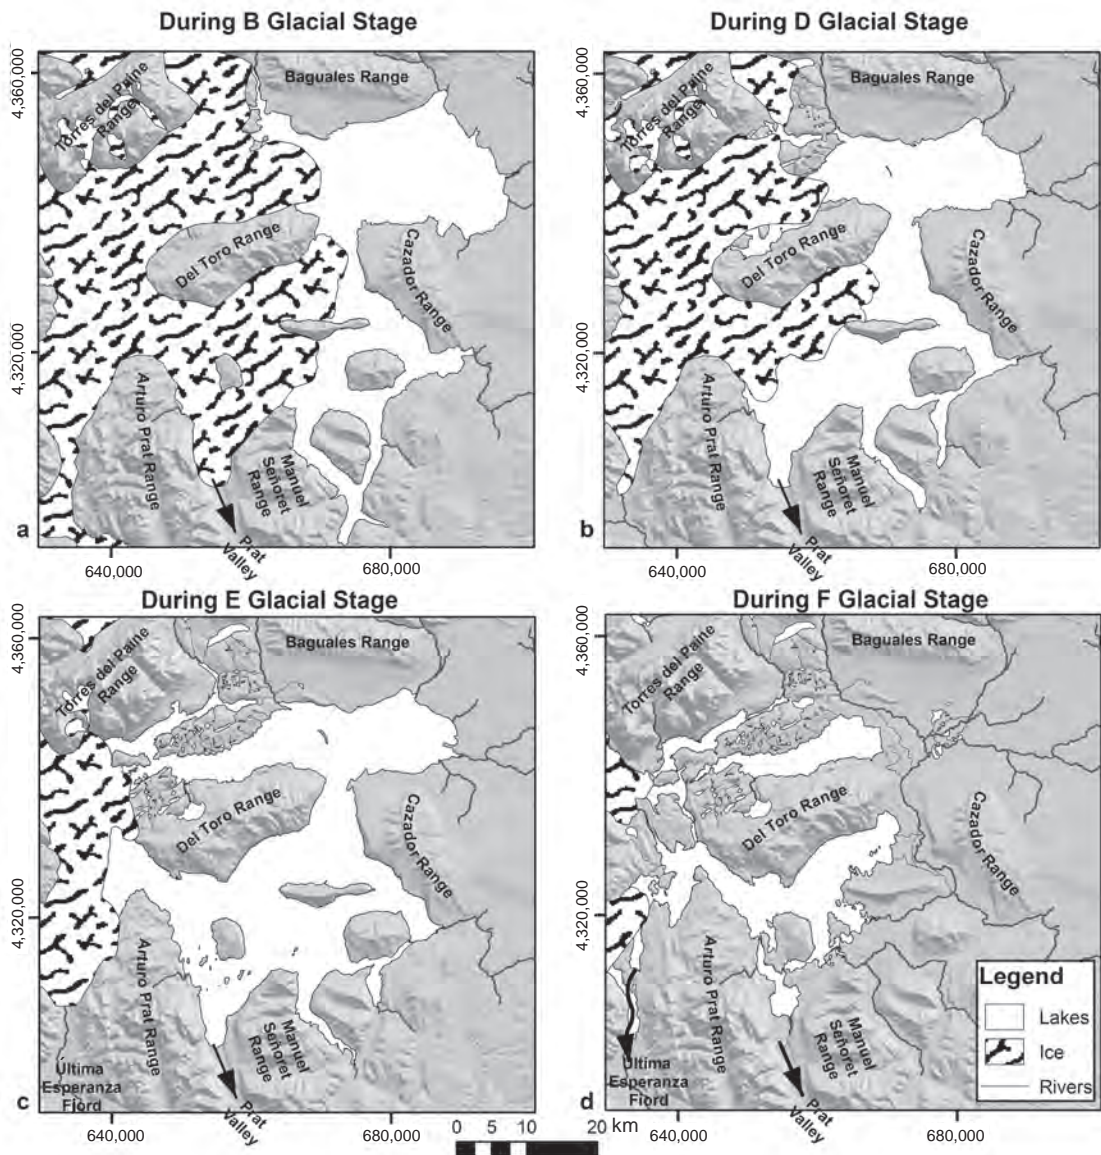 During B Glacial Stage
During D Glacial Stage
4,360,000
Torres del Paine
Range
Baguales Range
Del Toro Range
Cazador Range
4,320,000
Arturo Prat Range
Manuel
Señoret
Range
a
Prat
Valley
640,000
680,000
4,360,000
Torres del Paine
Range
Baguales Range
Del Toro Range
Cazador Range
4,320,000
Arturo Prat Range
Manuel
Señoret
Range
b
Prat
Valley
640,000
680,000
During E Glacial Stage
During F Glacial Stage
4,360,000
Torres del Paine
Range
Baguales Range
Del Toro Range
Cazador Range
4,320,000
Arturo Prat Range
Manuel
Señoret
Range
Última
Esperanza
Fiord
c
Prat
Valley
640,000
680,000
4,360,000
Torres del Paine
Range
Baguales Range
Del Toro Range
Cazador Range
4,320,000
Arturo Prat Range
Manuel
Señoret
Range
Última
Esperanza
Fiord
d
Prat
Valley
Legend
Lakes
Ice
Rivers
640,000
680,000
0 5 10 20 km